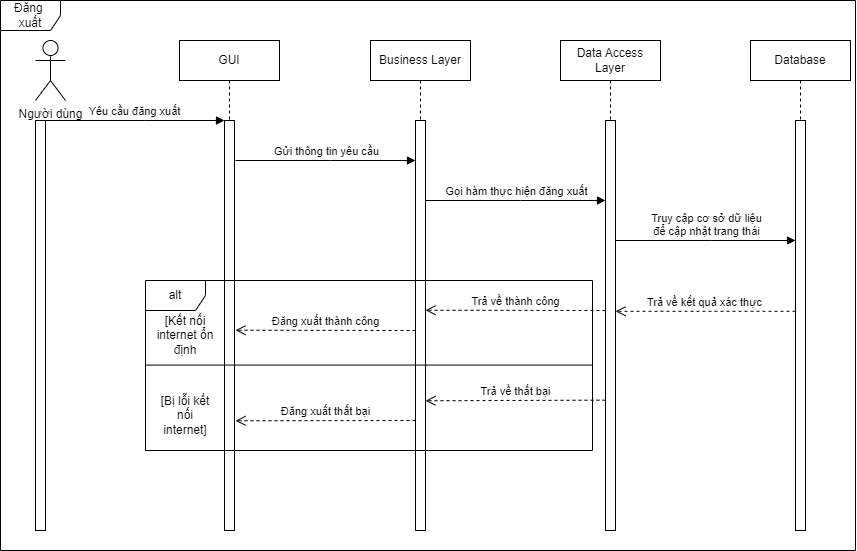 Đăng
xuất
GUI
Business Layer
Data Access
Layer
Database
Người dùng
Yêu cầu đăng xuất
Gửi thông tin yêu cầu
Gọi hàm thực hiện đăng xuất
Truy cập cơ sở dữ liệu
để cập nhật trang thái
alt
Trả về thành công
Trả về kết quả xác thực
[Kết nối
internet ổn
định
Đăng xuất thành công
Trả về thất bại
[Bị lỗi kết
nối
internet]
Đăng xuất thất bại